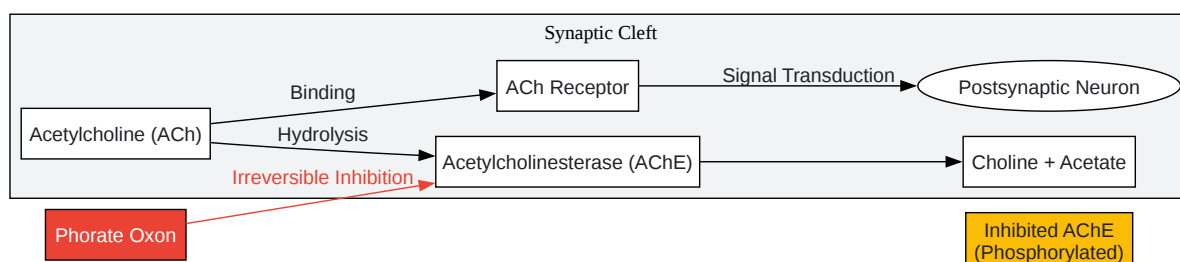 Synaptic Cleft
Binding
ACh Receptor
Signal Transduction
Postsynaptic Neuron
Acetylcholine (ACh)
Hydrolysis
Acetylcholinesterase (AChE)
Choline + Acetate
Irreversible Inhibition
Phorate Oxon
Inhibited AChE
(Phosphorylated)